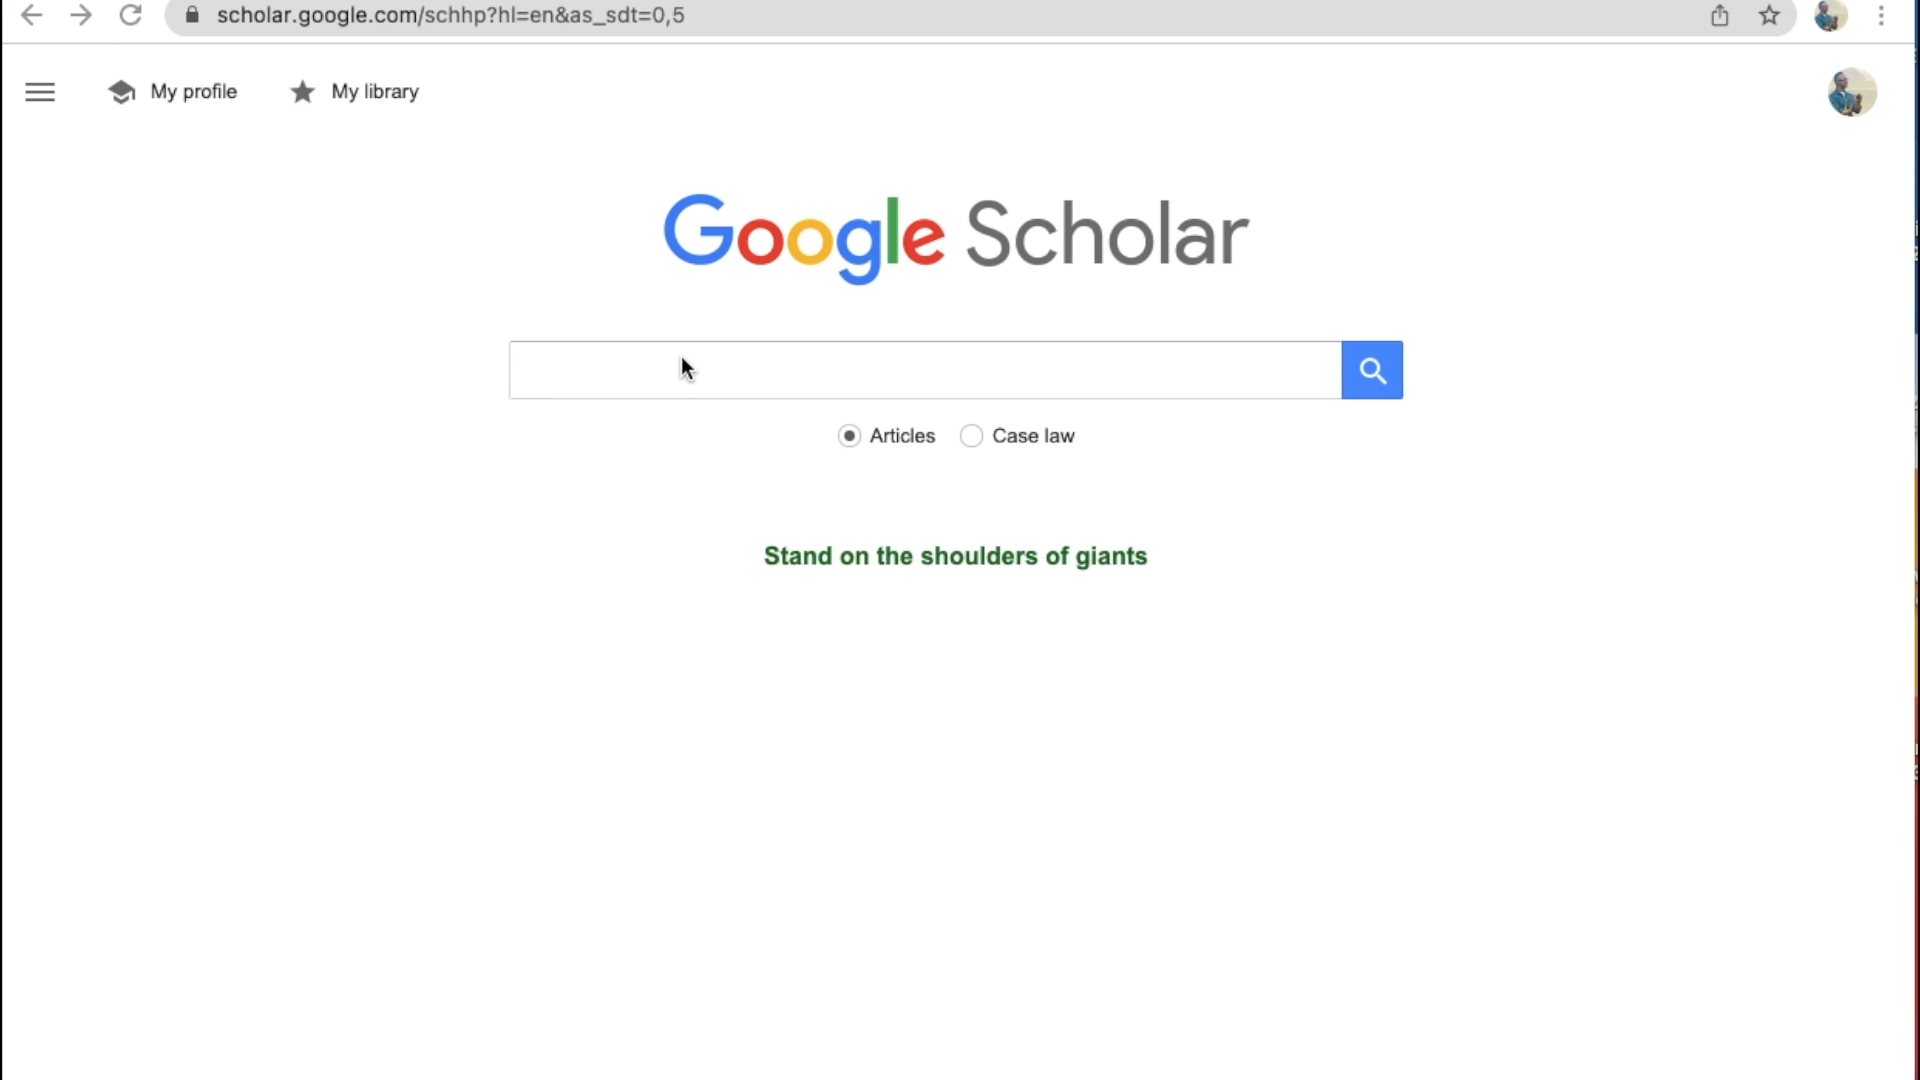 scholar.google.com/schhp?hl=en&as_sdt=0,5
My profile
My library
Google Scholar
Articles
Case law
Stand on the shoulders of giants